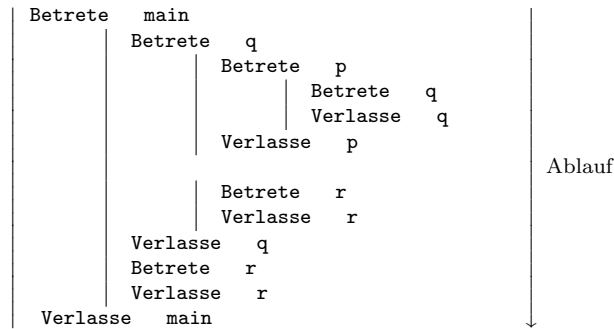 Betrete main
Betrete q
Betrete p
Betrete q
Verlasse q
Verlasse p
Ablauf
Betrete r
Verlasse r
Verlasse q
Betrete r
Verlasse r
Verlasse main